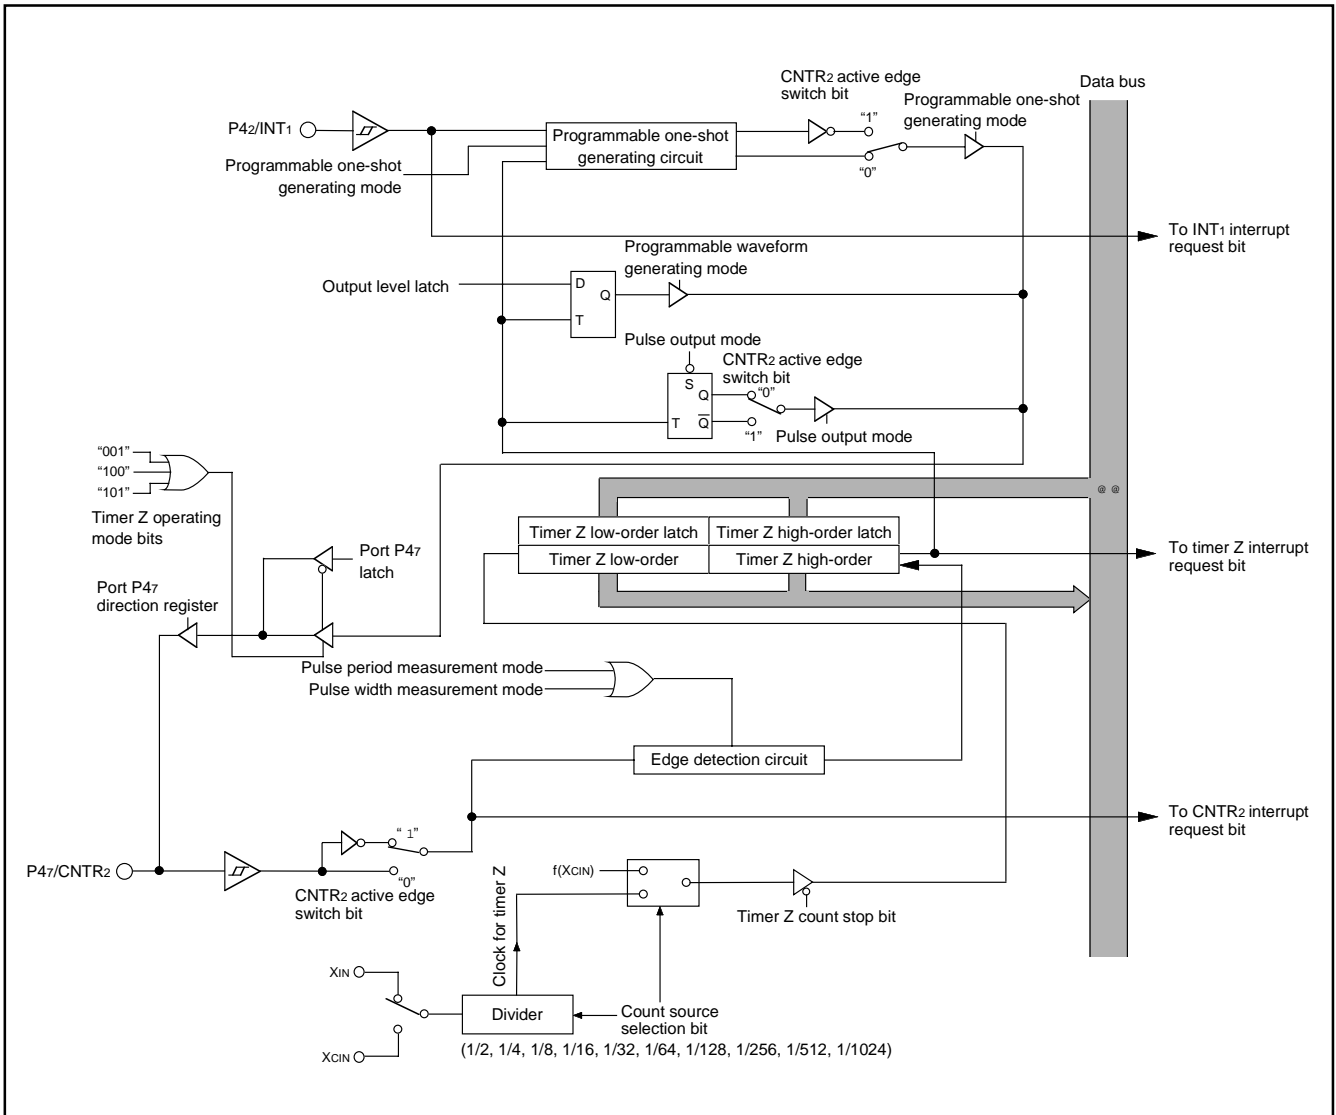 CNTR2 active edge
switch bit
Data bus
Programmable one-shot
generating mode
P42/INT1
“1”
Programmable one-shot
generating circuit
Programmable one-shot
generating mode
“0”
To INT1 interrupt
request bit
Programmable waveform
generating mode
Output level latch
D
Q
T
Pulse output mode
CNTR2 active edge
switch bit
S
Q
“0”
T
Q
“1”
Pulse output mode
“001”
“100”
“101”
Timer Z operating
mode bits
@ @
Timer Z low-order latch
Timer Z high-order latch
Timer Z low-order
Timer Z high-order
To timer Z interrupt
request bit
Port P47
latch
Port P47
direction register
Pulse period measurement mode
Pulse width measurement mode
Edge detection circuit
To CNTR2 interrupt
request bit
“ 1”
P47/CNTR2
“0”
CNTR2 active edge
switch bit
f(XCIN)
Timer Z count stop bit
Clock for timer Z
XIN
Divider
Count source
selection bit
XCIN
(1/2, 1/4, 1/8, 1/16, 1/32, 1/64, 1/128, 1/256, 1/512, 1/1024)